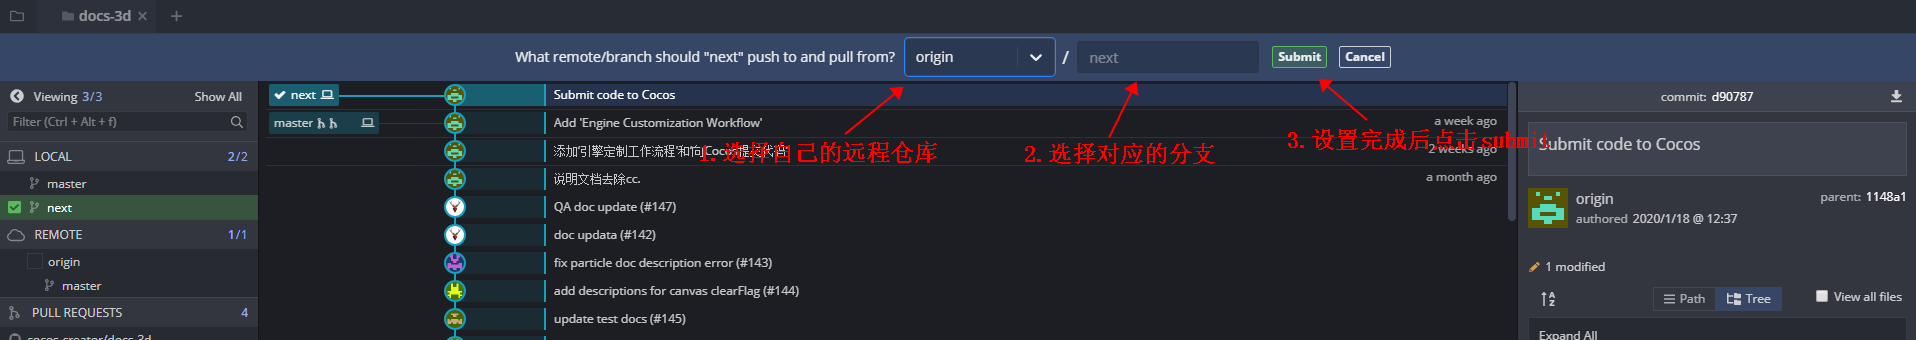 docs-3d
What remote/branch should "next" push to and pull from? origin / next Submit Cancel
Viewing 3/3 Show All
Filter (Ctrl + Alt + f)
LOCAL 2/2
master
next
REMOTE 1/1
origin
master
PULL REQUESTS 4
cocos-creator/docs-3d
next Submit code to Cocos
master Add 'Engine Customization Workflow' a week ago
添加'引擎定制工作流程'和'向Cocos提交代码' 2 weeks ago
说明文档去除cc. a month ago
QA doc update (#147)
doc updata (#142)
fix particle doc description error (#143)
add descriptions for canvas clearFlag (#144)
update test docs (#145)
1.选择自己的远程仓库
2.选择对应的分支
3.设置完成后点击submit
commit: d90787
Submit code to Cocos
origin
authored 2020/1/18 @ 12:37
parent: 1148a1
1 modified
Path Tree View all files
Expand All